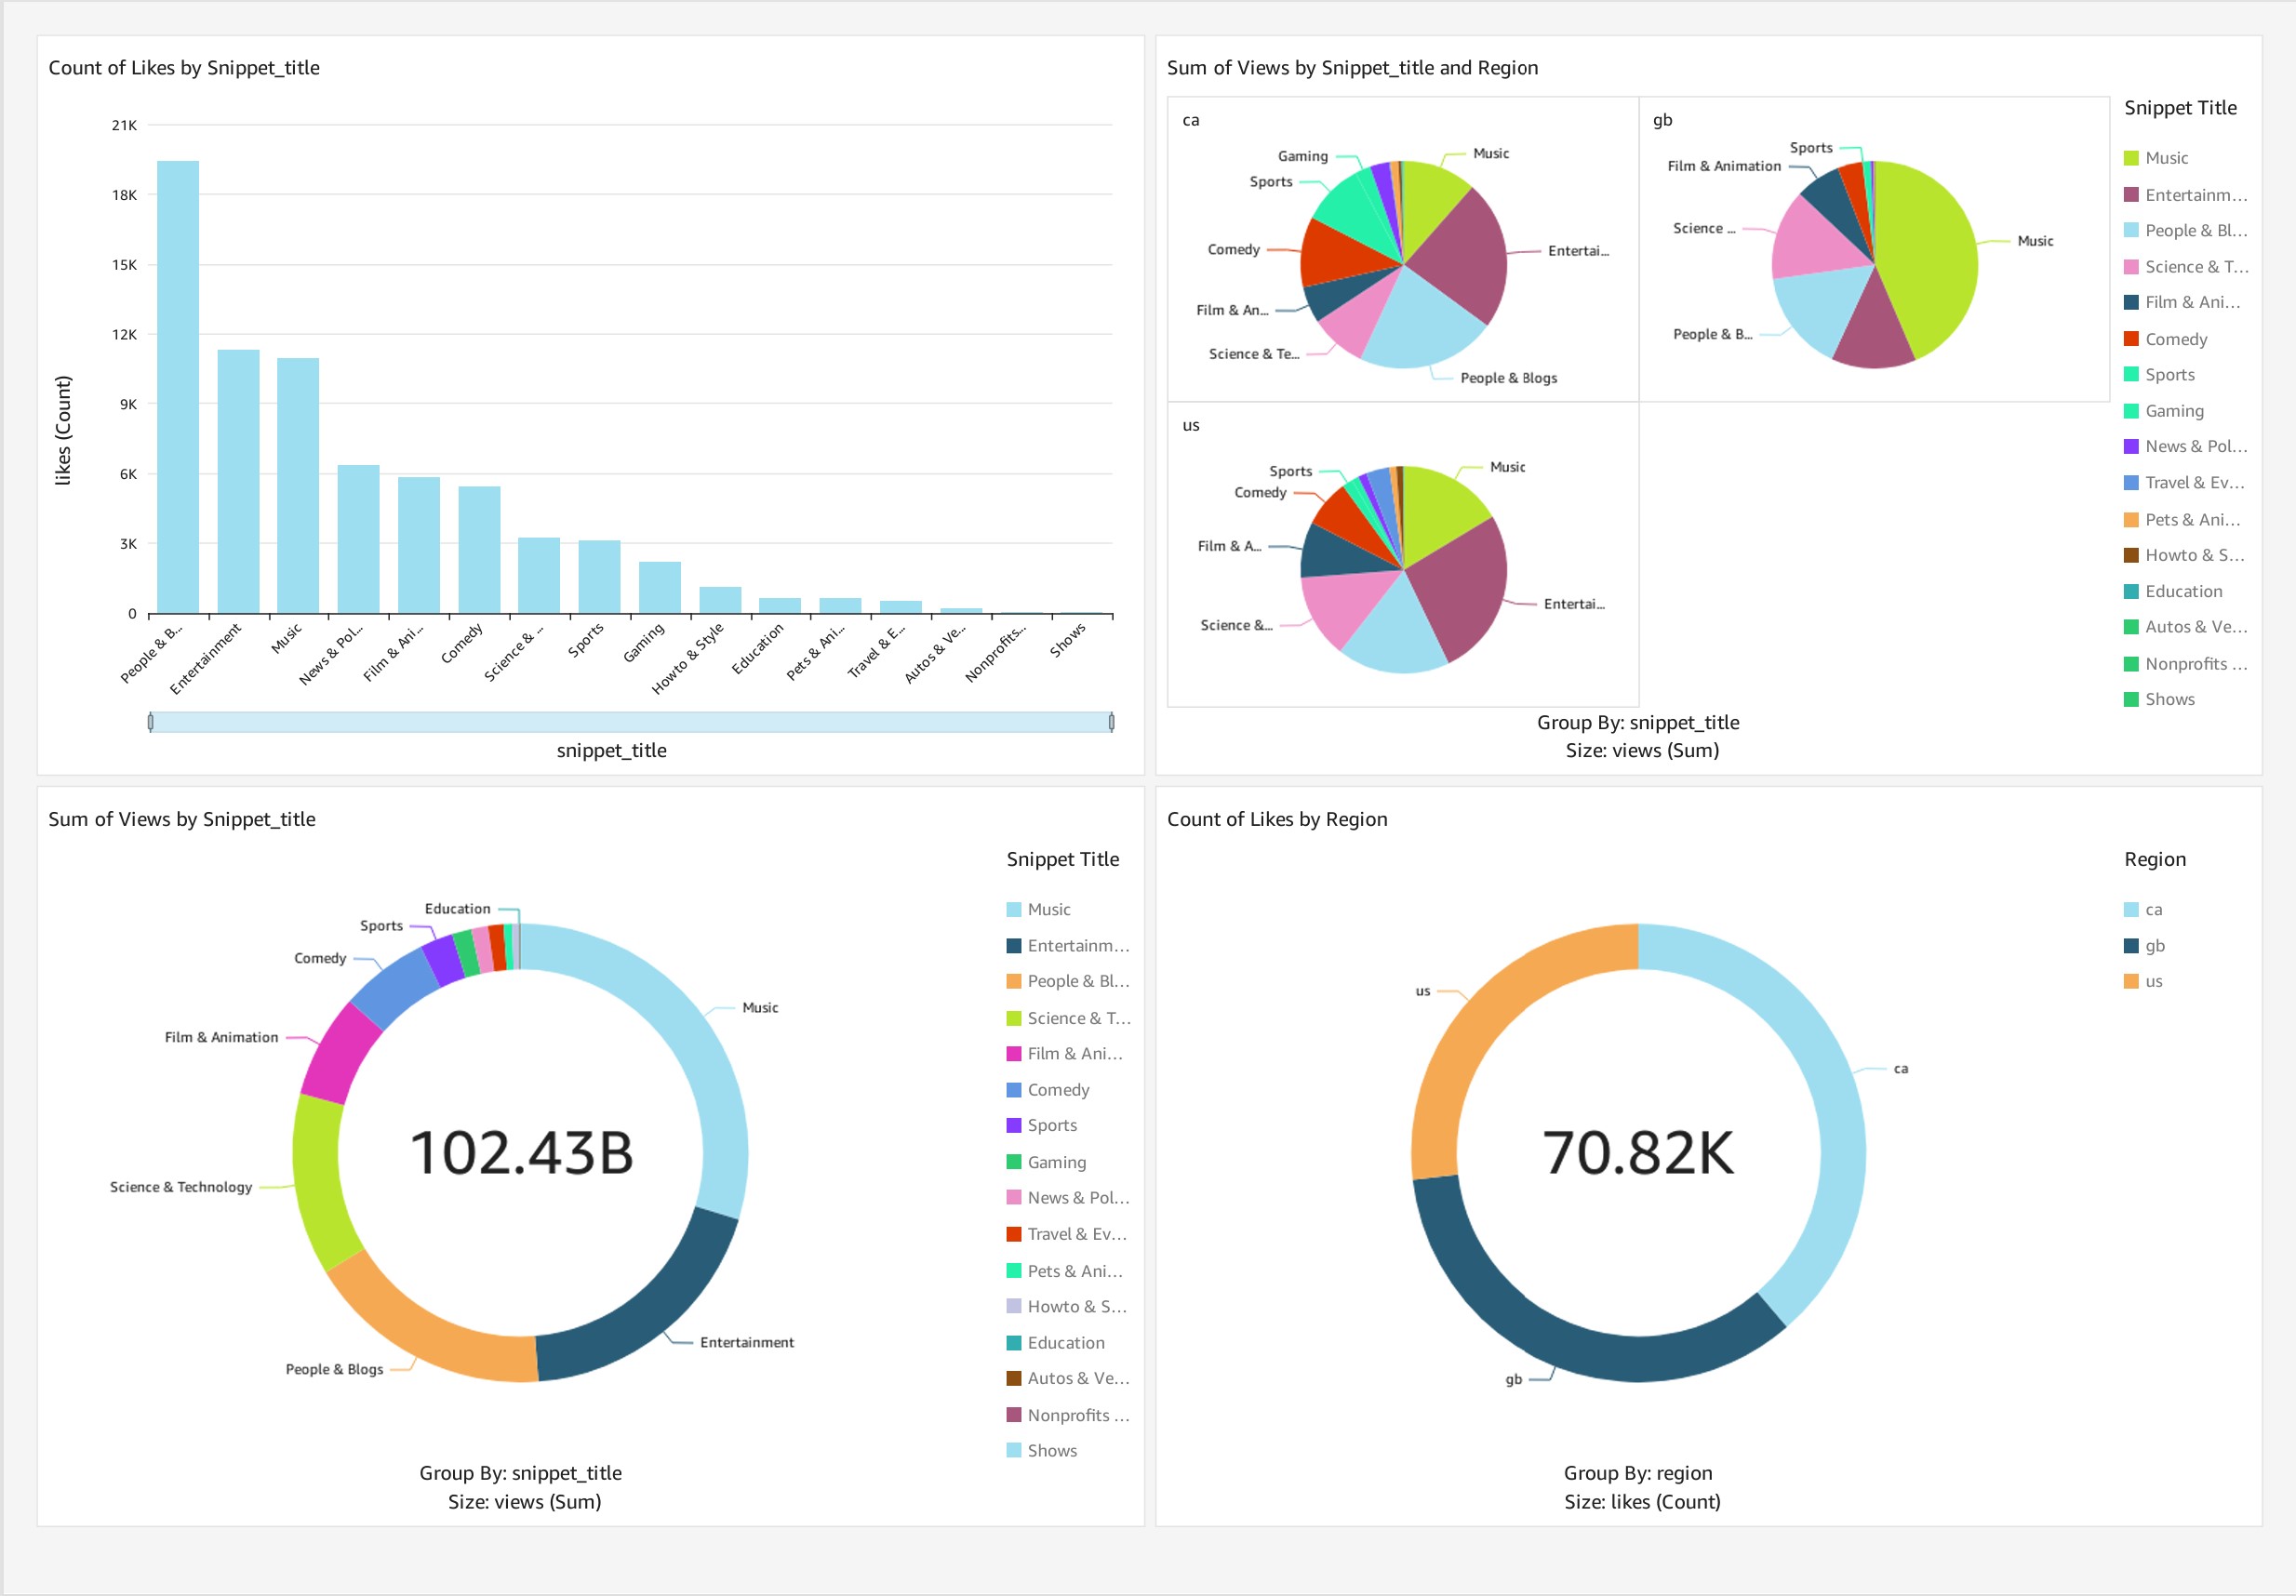 Count of Likes by Snippet_title
likes (Count)
21K
18K
15K
12K
9K
6K
3K
0
People & B...
Entertainment
Music
News & Pol...
Film & Ani...
Comedy
Science & ...
Sports
Gaming
Howto & Style
Education
Pets & Ani...
Travel & E...
Autos & Ve...
Nonprofits...
Shows
snippet_title
Sum of Views by Snippet_title and Region
ca
Gaming
Music
Sports
Comedy
Entertai...
Film & An...
Science & Te...
People & Blogs
gb
Sports
Film & Animation
Science ...
Music
People & B...
us
Sports
Music
Comedy
Film & A...
Entertai...
Science &...
Group By: snippet_title
Size: views (Sum)
Snippet Title
Music
Entertainm...
People & Bl...
Science & T...
Film & Ani...
Comedy
Sports
Gaming
News & Pol...
Travel & Ev...
Pets & Ani...
Howto & S...
Education
Autos & Ve...
Nonprofits ...
Shows
Sum of Views by Snippet_title
Education
Sports
Comedy
Music
Film & Animation
102.43B
Science & Technology
Entertainment
People & Blogs
Group By: snippet_title
Size: views (Sum)
Snippet Title
Music
Entertainm...
People & Bl...
Science & T...
Film & Ani...
Comedy
Sports
Gaming
News & Pol...
Travel & Ev...
Pets & Ani...
Howto & S...
Education
Autos & Ve...
Nonprofits ...
Shows
Count of Likes by Region
us
ca
70.82K
gb
Group By: region
Size: likes (Count)
Region
ca
gb
us